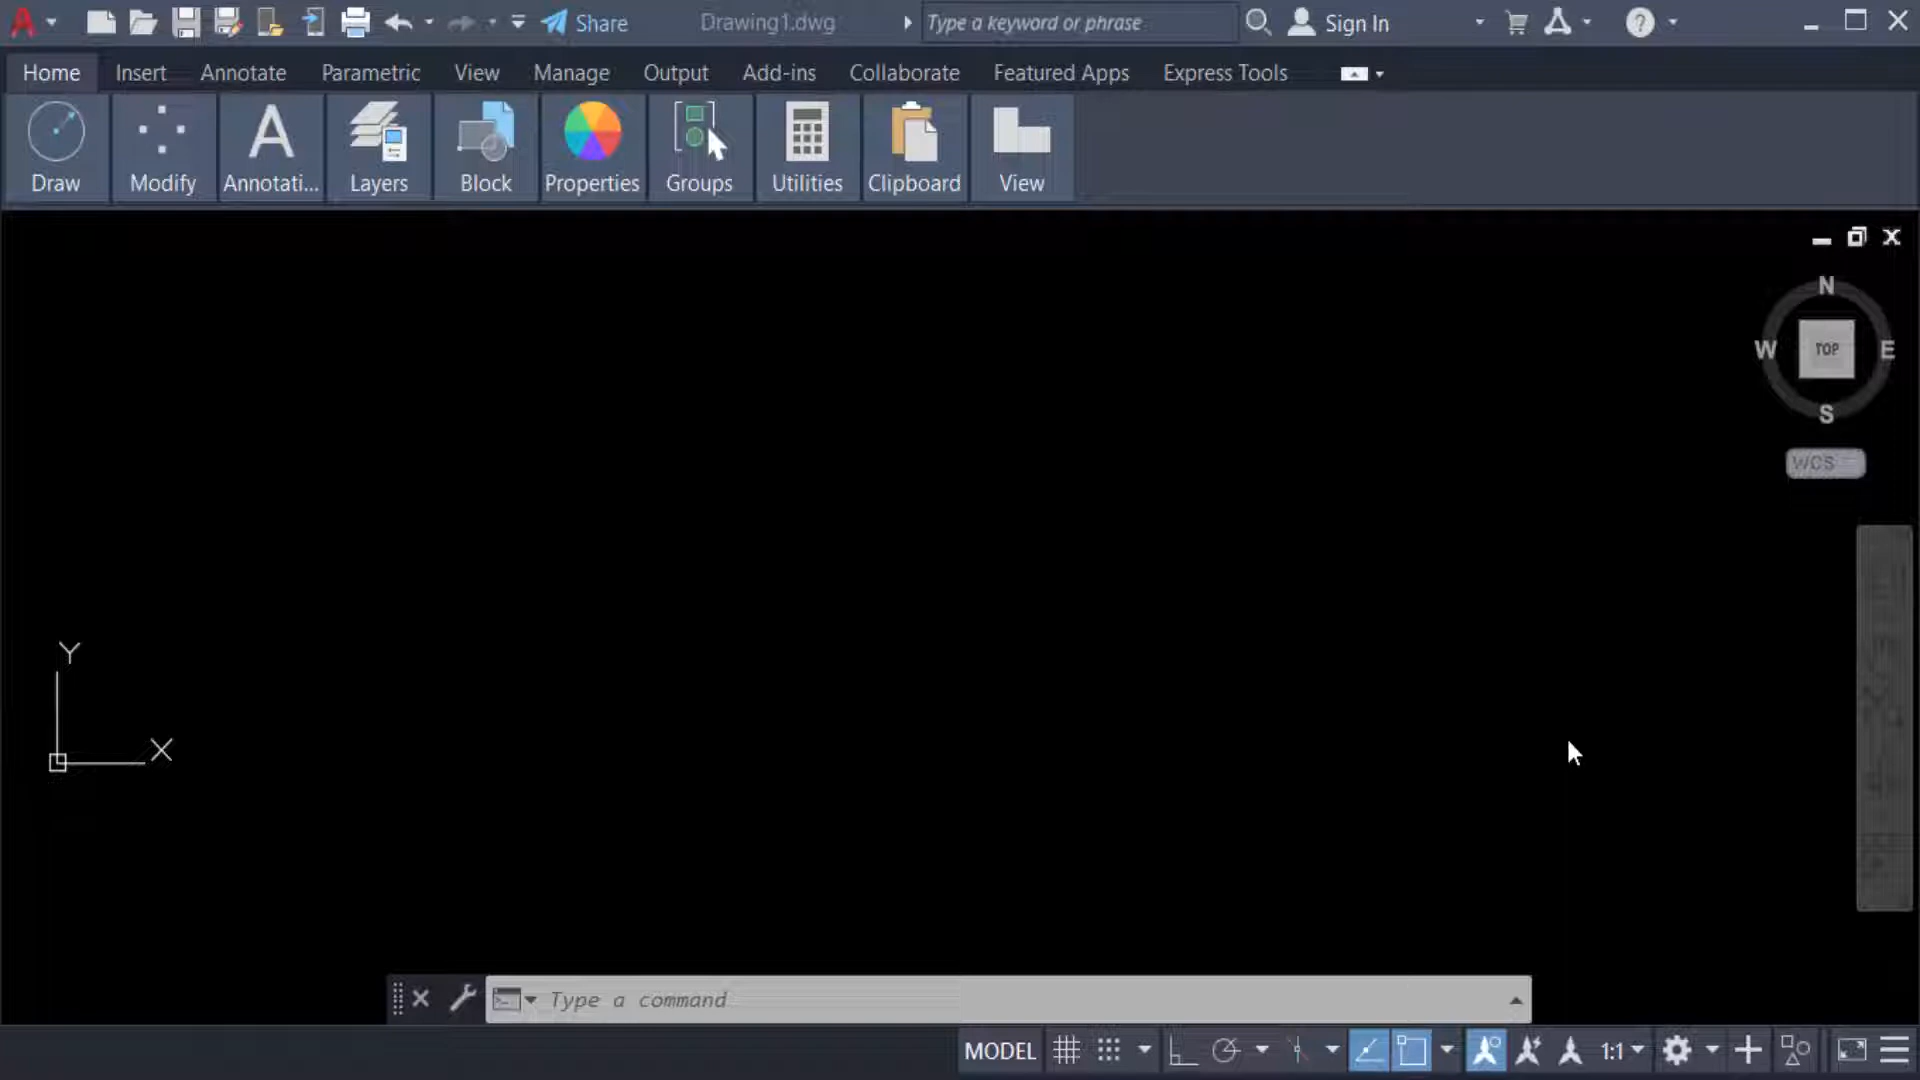 Share
Drawing1.dwg
Type a keyword or phrase
Sign In
Home
Insert
Annotate
Parametric
View
Manage
Output
Add-ins
Collaborate
Featured Apps
Express Tools
Draw
Modify
Annotati...
Layers
Block
Properties
Groups
Utilities
Clipboard
View
N
W
TOP
E
S
WCS
Y
X
Type a command
MODEL
1:1